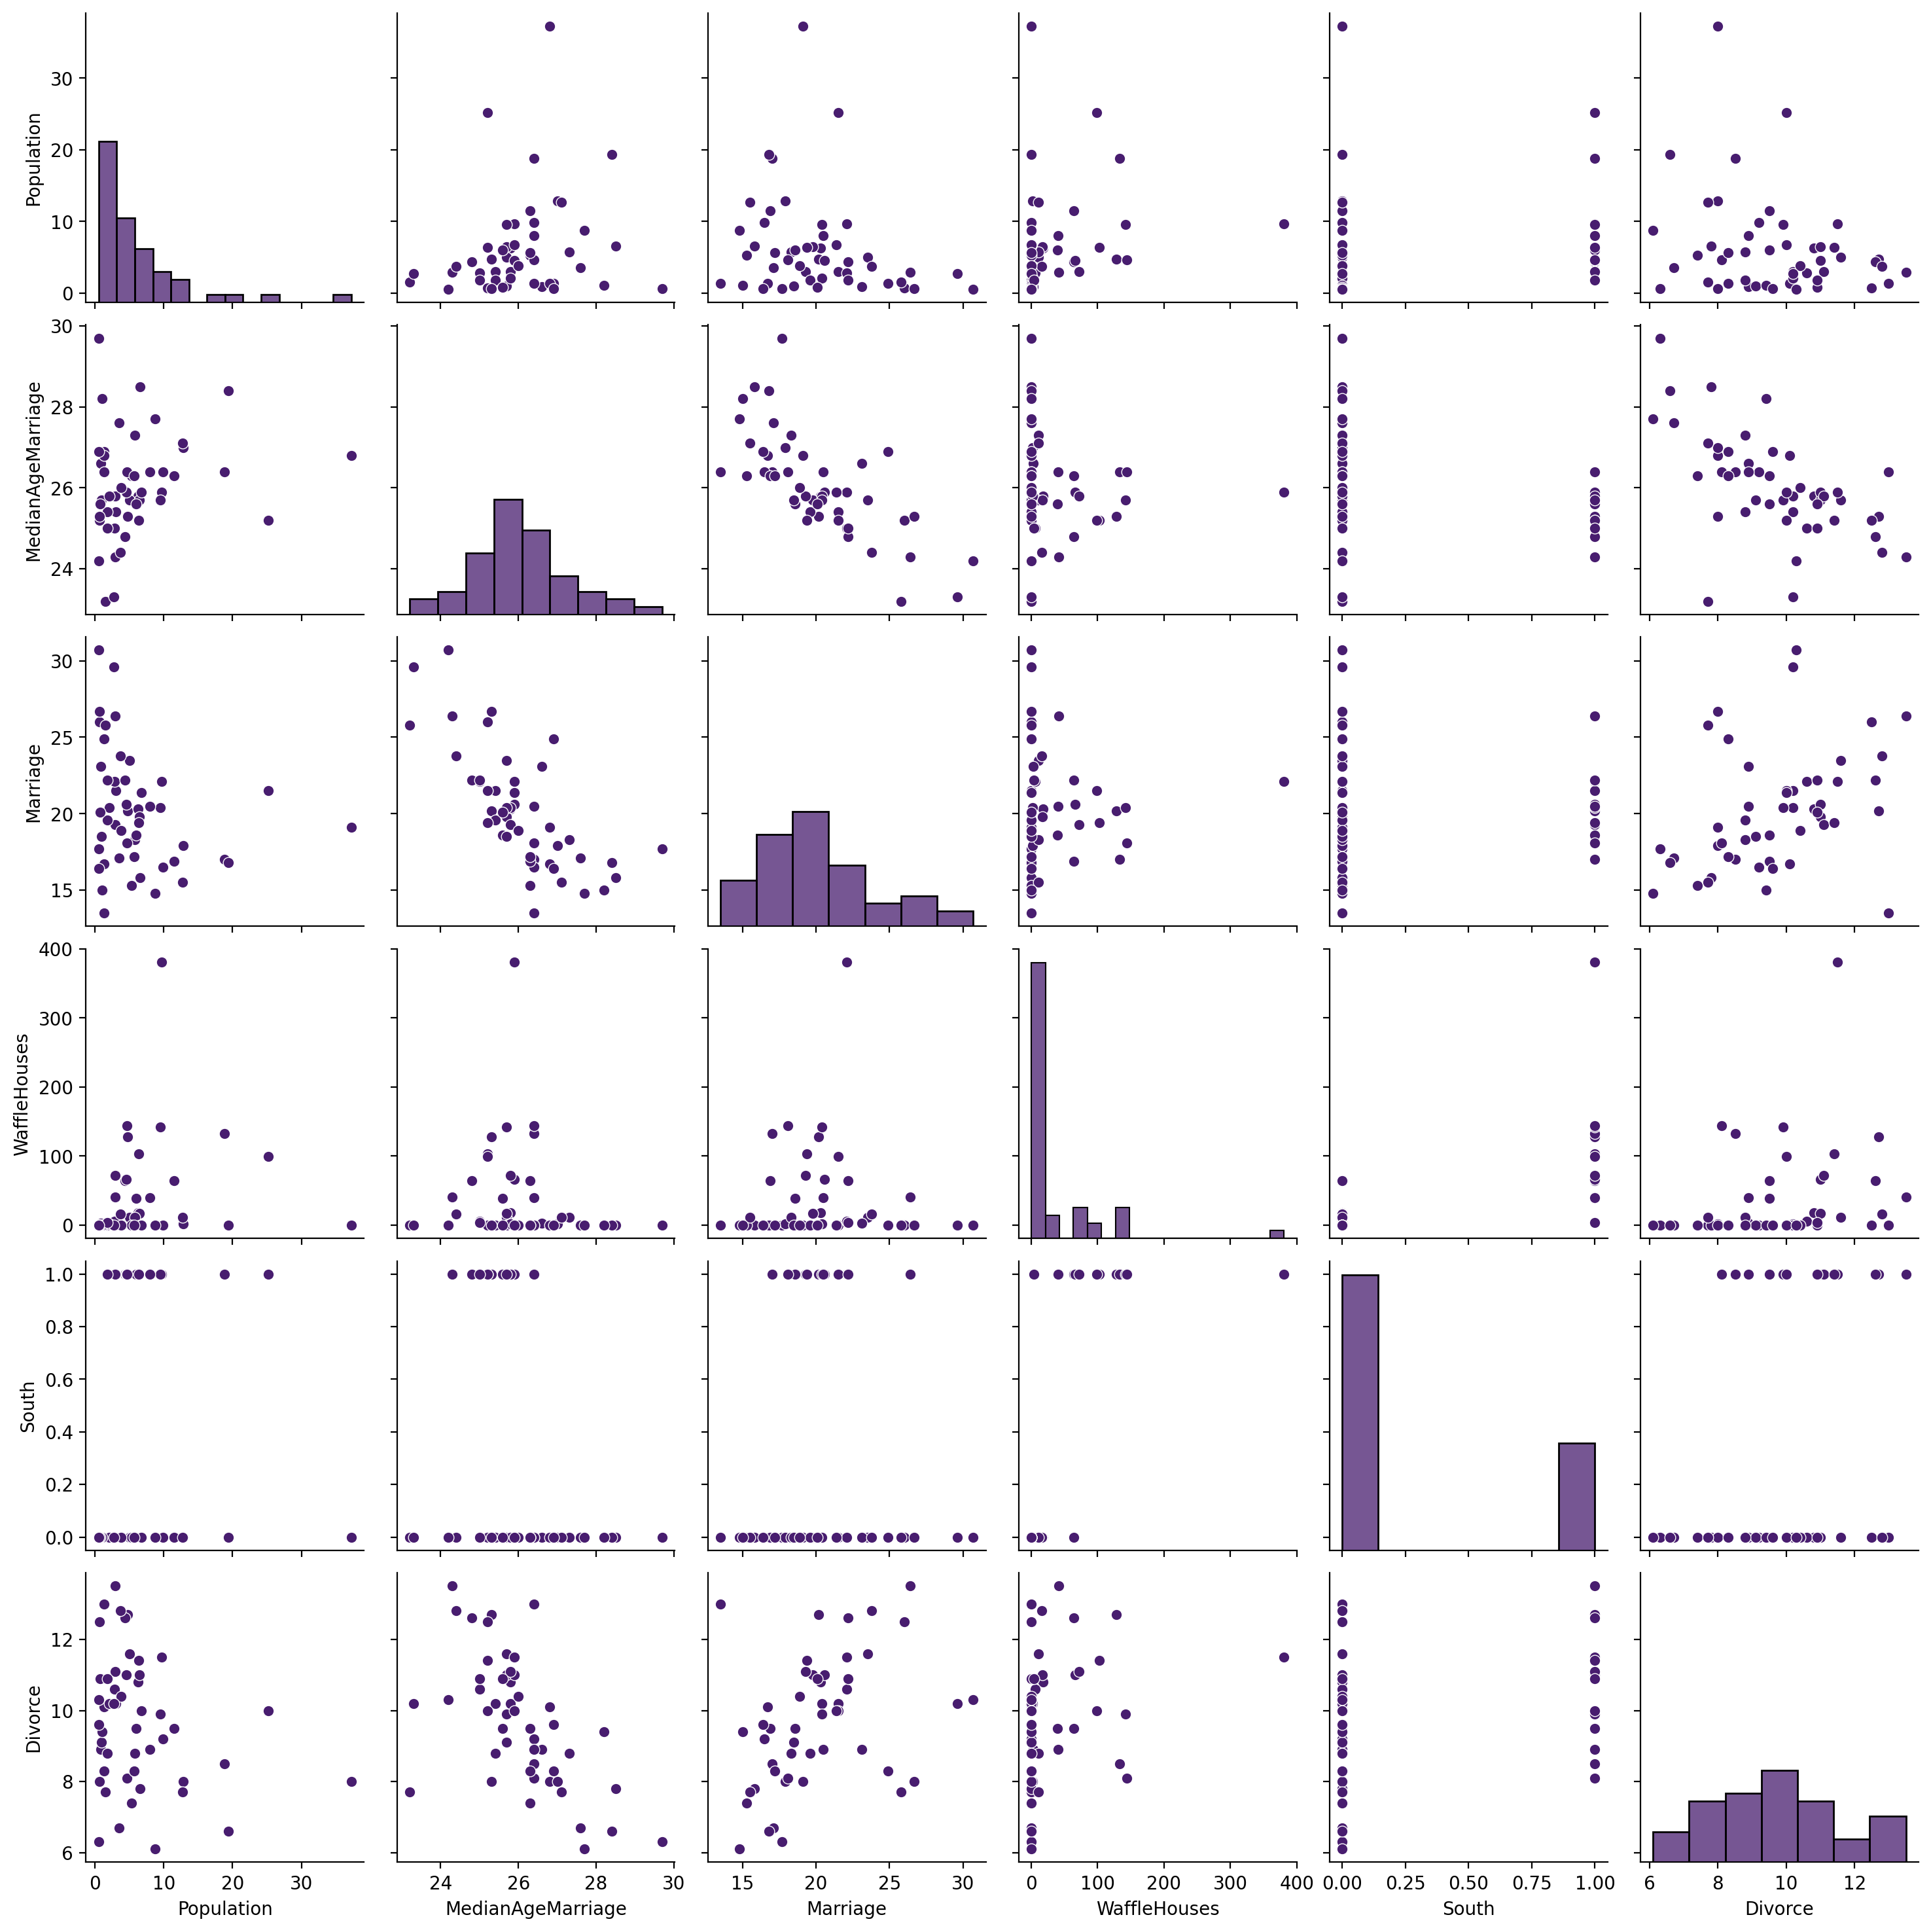 30
20
10
0
Population
30
28
26
24
MedianAgeMarriage
30
25
20
15
Marriage
400
300
200
100
0
WaffleHouses
1.0
0.8
0.6
0.4
0.2
0.0
South
12
10
8
6
Divorce
0 10 20 30
24 26 28 30
15 20 25 30
0 100 200 300 400
0.00 0.25 0.50 0.75 1.00
6 8 10 12
Population
MedianAgeMarriage
Marriage
WaffleHouses
South
Divorce